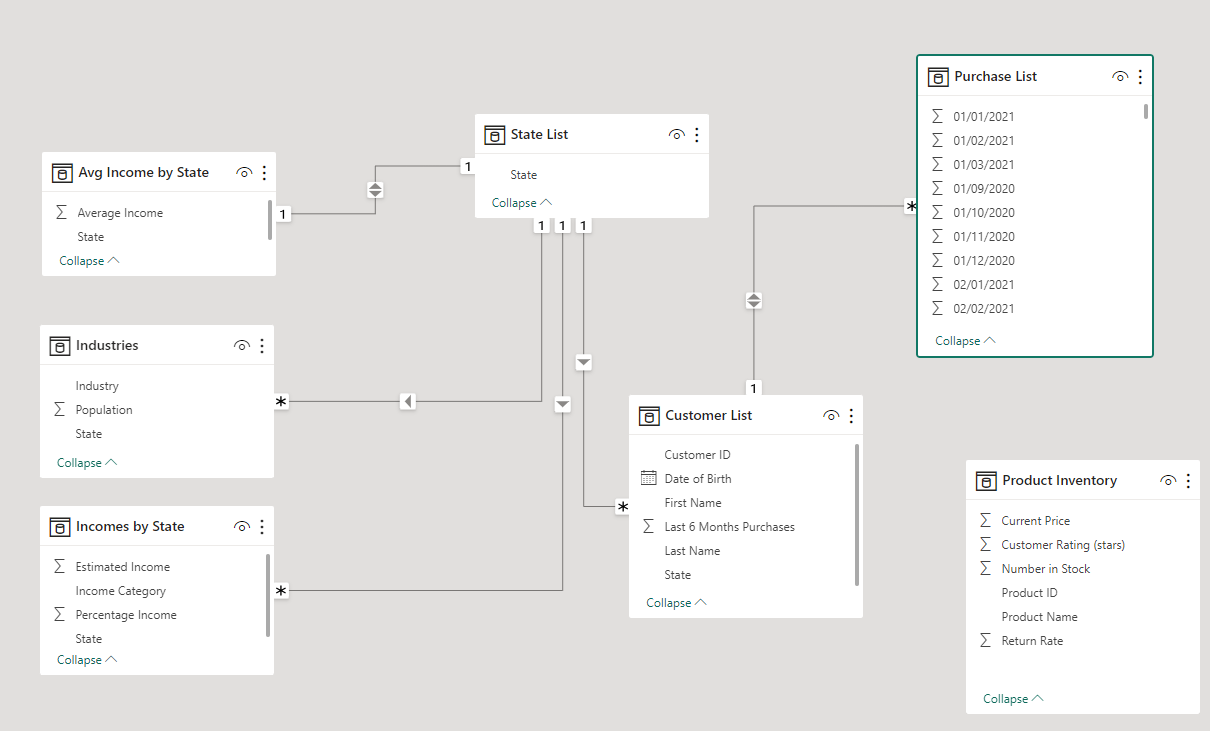 Purchase List
01/01/2021
01/02/2021
01/03/2021
01/09/2020
01/10/2020
01/11/2020
01/12/2020
02/01/2021
02/02/2021
Collapse
State List
State
Collapse
Avg Income by State
Average Income
State
Collapse
1
1
1
1
1
*
Industries
Industry
Population
State
Collapse
*
1
Customer List
Customer ID
Date of Birth
First Name
Last 6 Months Purchases
Last Name
State
Collapse
*
Product Inventory
Current Price
Customer Rating (stars)
Number in Stock
Product ID
Product Name
Return Rate
Collapse
Incomes by State
Estimated Income
Income Category
Percentage Income
State
Collapse
*